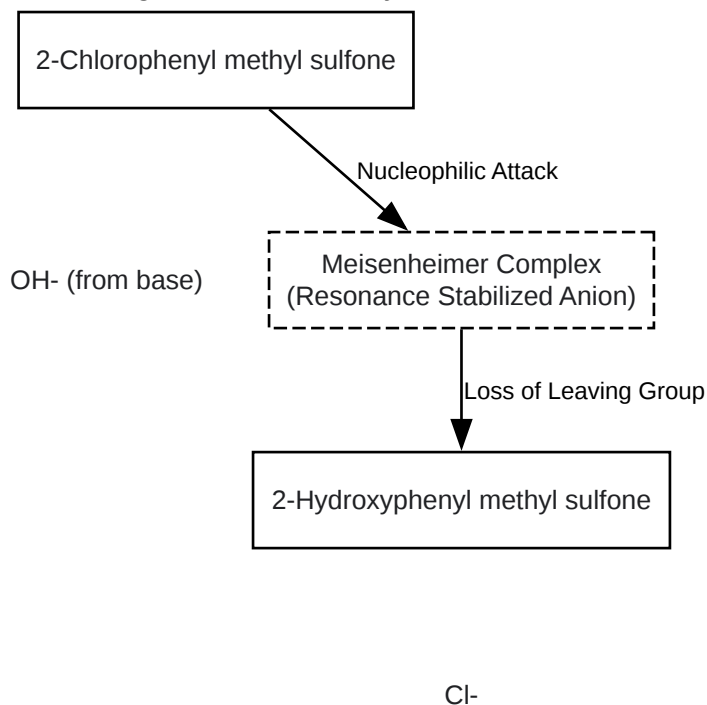 2-Chlorophenyl methyl sulfone
Nucleophilic Attack
OH- (from base)
Meisenheimer Complex
(Resonance Stabilized Anion)
Loss of Leaving Group
2-Hydroxyphenyl methyl sulfone
Cl-